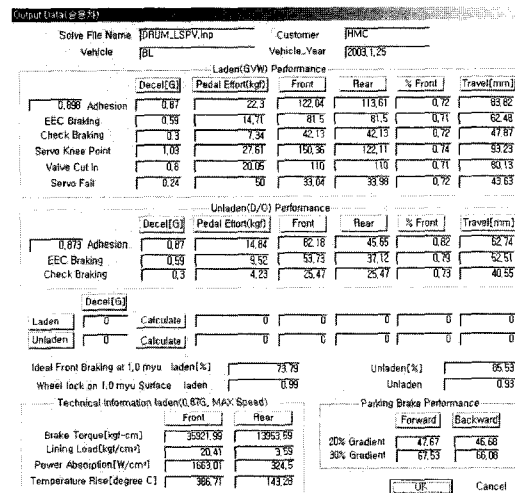 Output Data(승용차)
Solve File Name DRUM_LSPV.inp Customer HMC
Vehicle BL Vehicle_Year 2003,1,25
Laden(GVW) Performance
Decel[G] Pedal Effort(kgf) Front Rear % Front Travel[mm]
0,898 Adhesion 0,87 22,3 122,04 113,61 0,72 83,82
EEC Braking 0,59 14,71 81,5 81,5 0,71 62,48
Check Braking 0,3 7,34 42,13 42,13 0,72 47,87
Servo Knee Point 1,03 27,61 150,36 122,11 0,74 93,23
Valve Cut In 0,8 20,05 110 110 0,71 80,13
Servo Fail 0,24 50 33,04 33,98 0,72 43,63
Unladen(D/O) Performance
Decel[G] Pedal Effort(kgf) Front Rear % Front Travel[mm]
0,873 Adhesion 0,87 14,84 82,18 45,65 0,82 62,74
EEC Braking 0,59 9,52 53,73 37,12 0,79 52,51
Check Braking 0,3 4,23 25,47 25,47 0,73 40,55
Decel[G]
Laden 0 Calculate 0 0 0 0
Unladen 0 Calculate 0 0 0 0
Ideal Front Braking at 1,0 myu laden[%] 73,79 Unladen[%] 85,53
Wheel lock on 1,0 myu Surface laden 0,99 Unladen 0,93
Technical Information laden(0,87G, MAX Speed) Parking Brake Performance
Front Rear Forward Backward
Brake Torque[kgf-cm] 35921,99 13953,69
20% Gradient 47,67 46,68
Lining Load[kgf/cm²] 20,41 3,59
30% Gradient 67,53 66,08
Power Absorption[W/cm²] 1663,01 324,5
Temperature Rise[degree C] 386,71 143,28
OK Cancel